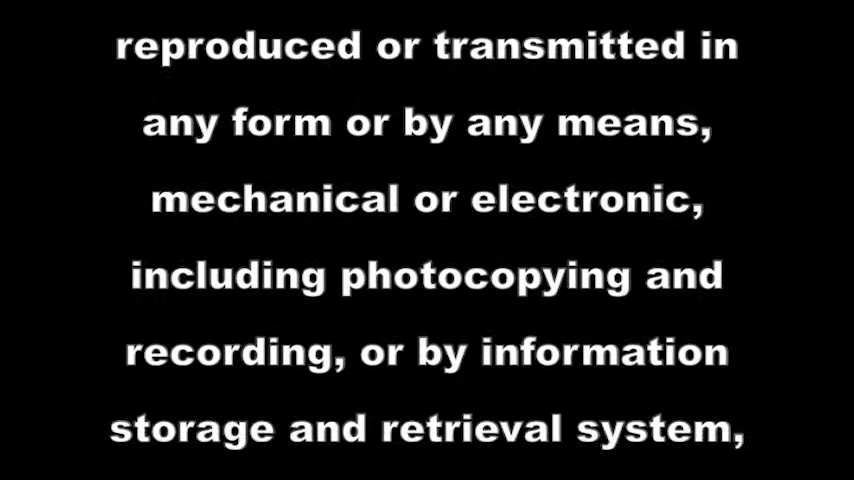 reproduced or transmitted in
any form or by any means,
mechanical or electronic,
including photocopying and
recording, or by information
storage and retrieval system,